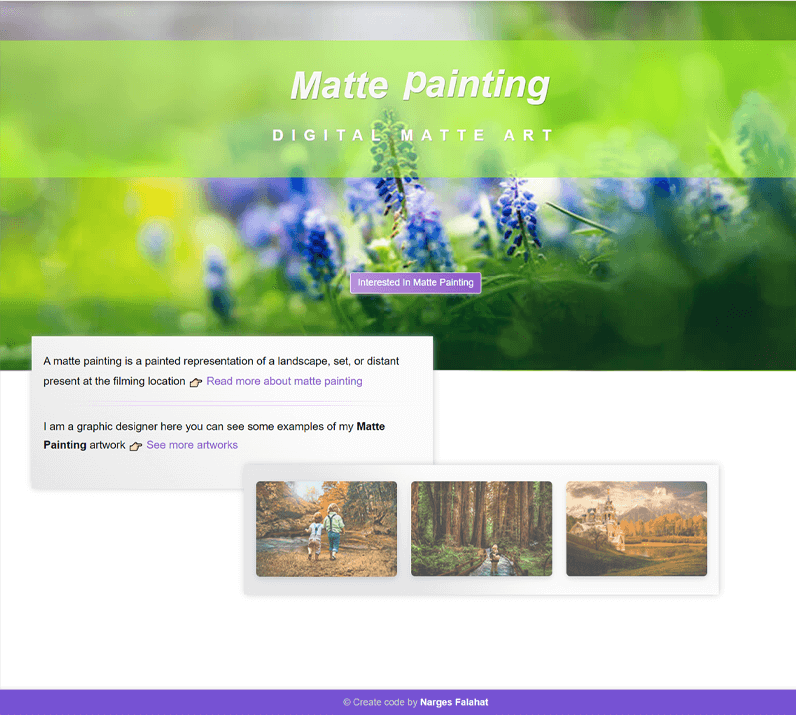 Matte painting
DIGITAL MATTE ART
Interested In Matte Painting
A matte painting is a painted representation of a landscape, set, or distant
present at the filming location 👉 Read more about matte painting
I am a graphic designer here you can see some examples of my Matte
Painting artwork 👉 See more artworks
© Create code by Narges Falahat